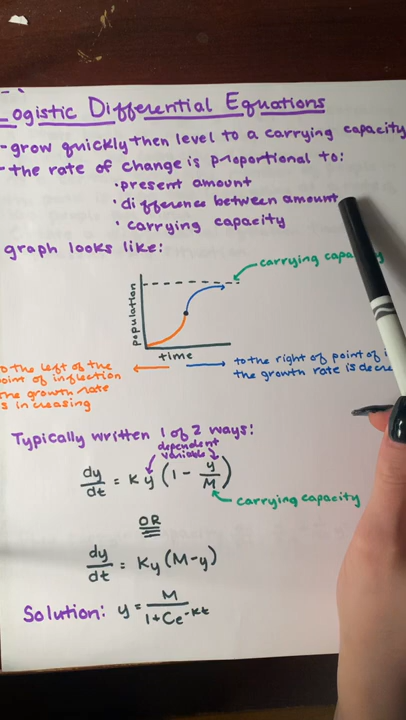 Logistic Differential Equations
-grow quickly then level to a carrying capacity
-the rate of change is proportional to:
·present amount
·difference between amount
· carrying capacity
graph looks like:
carrying
population
time
to the left of the
point of inflection
the growth rate
is increasing
to the right of point of
the growth rate is
Typically written 1 of 2 ways:
dependent
variable
dy/dt = Ky (1 - y/M)
carrying capacity
OR
dy/dt = Ky (M-y)
Solution: y = M/1+Ce^-kt